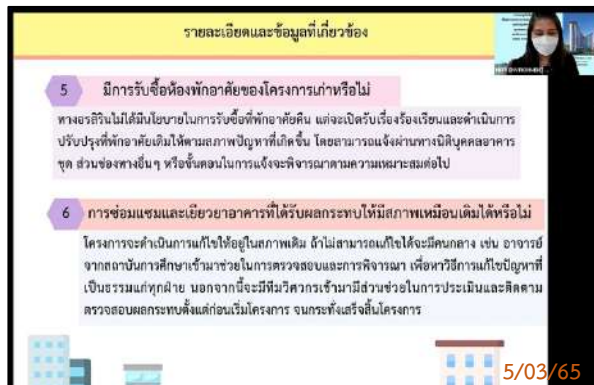 รายละเอียดและข้อมูลที่เกี่ยวข้อง
5 มีการรับซื้อห้องพักอาศัยของโครงการเก่าหรือไม่
ทางอรสิรินไม่ได้มีนโยบายในการรับซื้อที่พักอาศัยคืน แต่จะเปิดรับเรื่องร้องเรียนและดำเนินการ
ปรับปรุงที่พักอาศัยเดิมให้ตามสภาพปัญหาที่เกิดขึ้น โดยสามารถแจ้งผ่านทางนิติบุคคลอาคาร
ชุด ส่วนช่องทางอื่นๆ หรือขั้นตอนในการแจ้งจะพิจารณาตามความเหมาะสมต่อไป
6 การซ่อมแซมและเยียวยาอาคารที่ได้รับผลกระทบให้มีสภาพเหมือนเดิมได้หรือไม่
โครงการจะดำเนินการแก้ไขให้อยู่ในสภาพเดิม ถ้าไม่สามารถแก้ไขได้จะมีคนกลาง เช่น อาจารย์
จากสถาบันการศึกษาเข้ามาช่วยในการตรวจสอบและการพิจารณา เพื่อหาวิธีการแก้ไขปัญหาที่
เป็นธรรมแก่ทุกฝ่าย นอกจากนี้จะมีทีมวิศวกรเข้ามามีส่วนช่วยในการประเมินและติดตาม
ตรวจสอบผลกระทบตั้งแต่ก่อนเริ่มโครงการ จนกระทั่งเสร็จสิ้นโครงการ
5/03/65